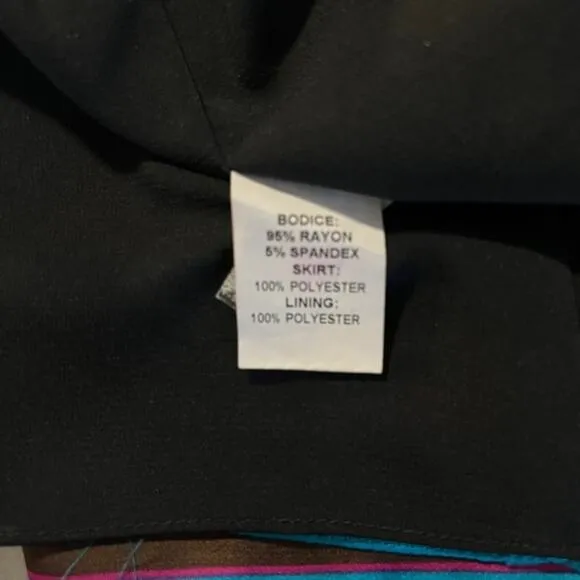 BODICE:
95% RAYON
5% SPANDEX
SKIRT:
100% POLYESTER
LINING:
100% POLYESTER